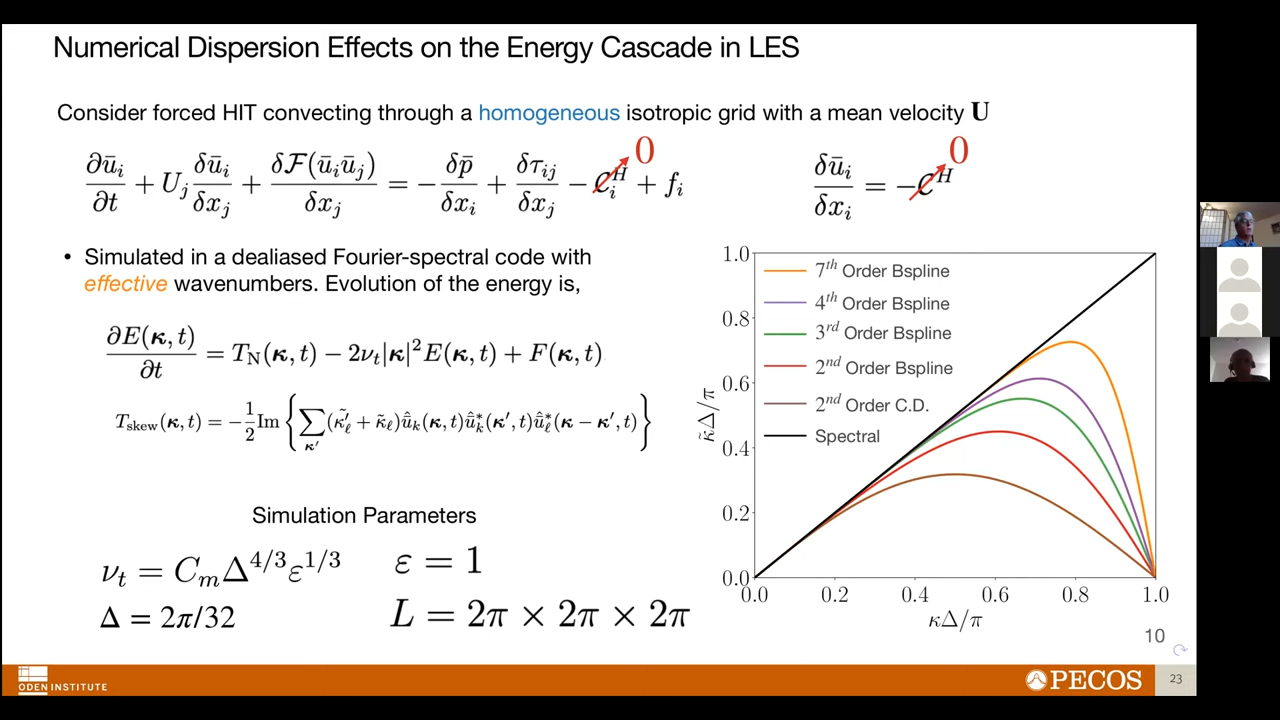 Numerical Dispersion Effects on the Energy Cascade in LES
Consider forced HIT convecting through a homogeneous isotropic grid with a mean velocity U
∂ū_i/∂t + U_j δū_i/δx_j + δℱ(ū_iū_j)/δx_j = −δp̄/δx_i + δτ_ij/δx_j − 𝒞_i^H + f_i
0
δū_i/δx_i = −𝒞^H
0
• Simulated in a dealiased Fourier-spectral code with
effective wavenumbers. Evolution of the energy is,
∂E(κ, t)/∂t = T_N(κ, t) − 2ν_t|κ|²E(κ, t) + F(κ, t)
T_skew(κ, t) = −1/2 Im { ∑_κ′ (κ̃′_ℓ + κ̃_ℓ)û̄_k(κ, t)û̄*_k(κ′, t)û̄*_ℓ(κ − κ′, t) }
Simulation Parameters
ν_t = C_m Δ^4/3 ε^1/3
ε = 1
Δ = 2π/32
L = 2π × 2π × 2π
1.0
0.8
0.6
0.4
0.2
0.0
κ̃Δ/π
7th Order Bspline
4th Order Bspline
3rd Order Bspline
2nd Order Bspline
2nd Order C.D.
Spectral
0.0 0.2 0.4 0.6 0.8 1.0
κΔ/π
10
ODEN INSTITUTE
PECOS
23